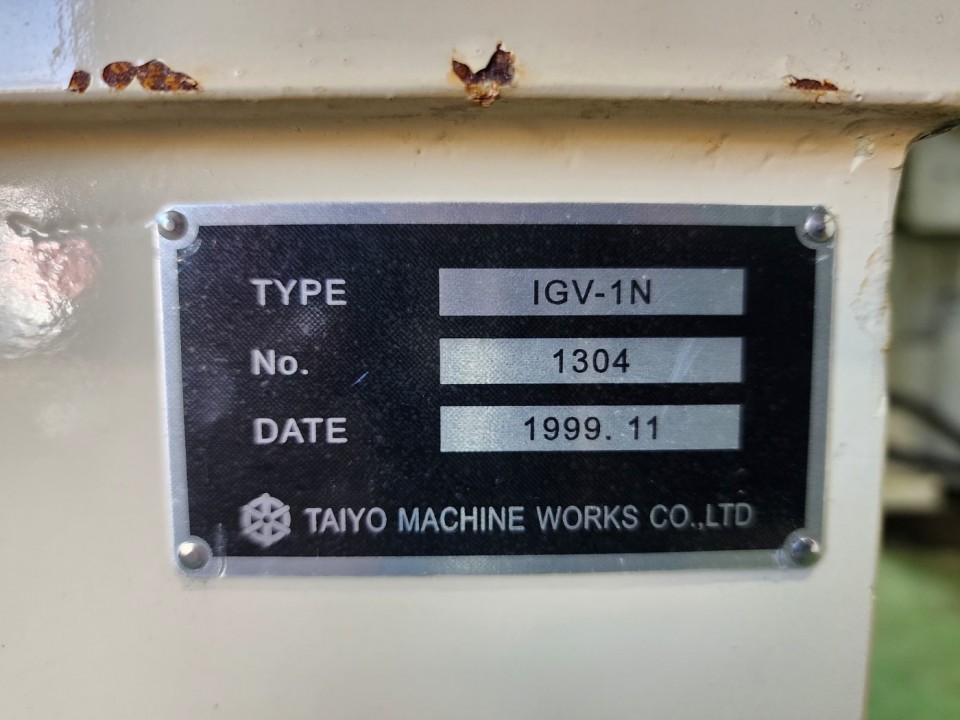 TYPE IGV-1N
No. 1304
DATE 1999. 11
TAIYO MACHINE WORKS CO.,LTD